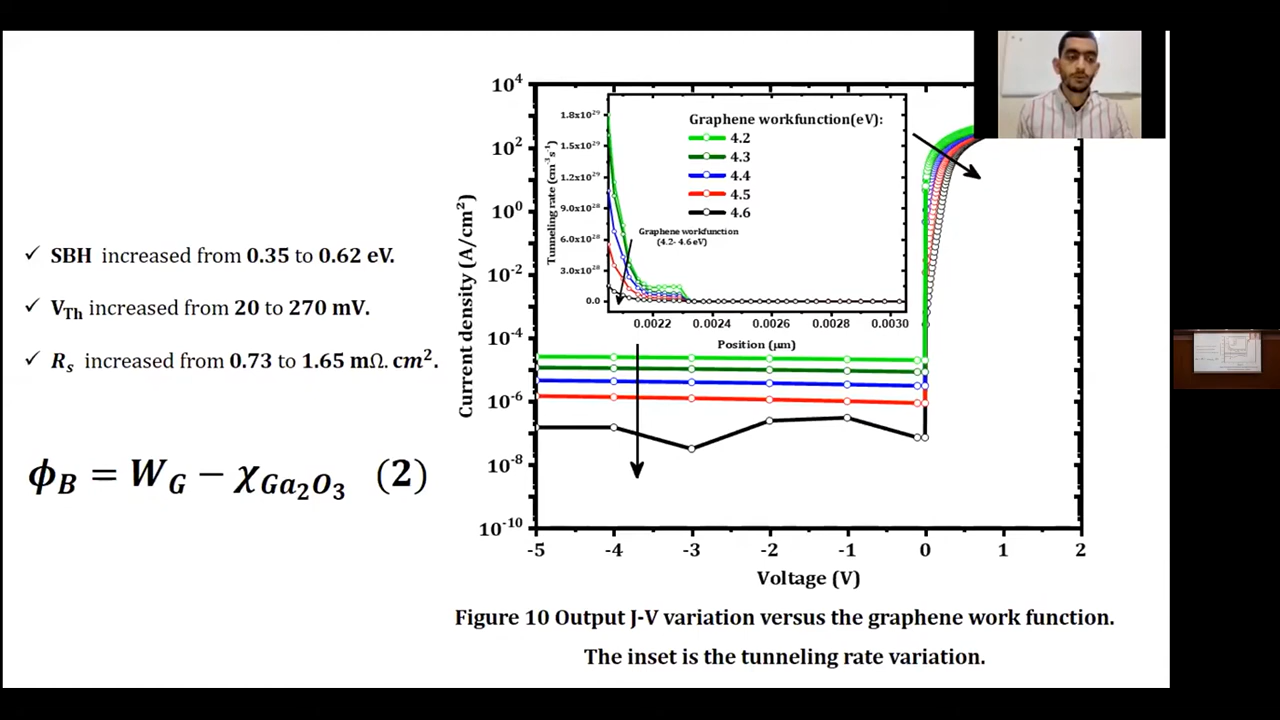 ✓ SBH increased from 0.35 to 0.62 eV.
✓ V_Th increased from 20 to 270 mV.
✓ R_s increased from 0.73 to 1.65 mΩ.cm².
ϕ_B = W_G − χ_Ga₂O₃ (2)
Current density (A/cm²)
10⁴
10²
10⁰
10⁻²
10⁻⁴
10⁻⁶
10⁻⁸
10⁻¹⁰
Tunneling rate (cm⁻³s⁻¹)
1.8x10²⁹
1.5x10²⁹
1.2x10²⁹
9.0x10²⁸
6.0x10²⁸
3.0x10²⁸
0.0
Graphene workfunction(eV):
4.2
4.3
4.4
4.5
4.6
Graphene workfunction
(4.2- 4.6 eV)
0.0022 0.0024 0.0026 0.0028 0.0030
Position (µm)
-5 -4 -3 -2 -1 0 1 2
Voltage (V)
Figure 10 Output J-V variation versus the graphene work function.
The inset is the tunneling rate variation.